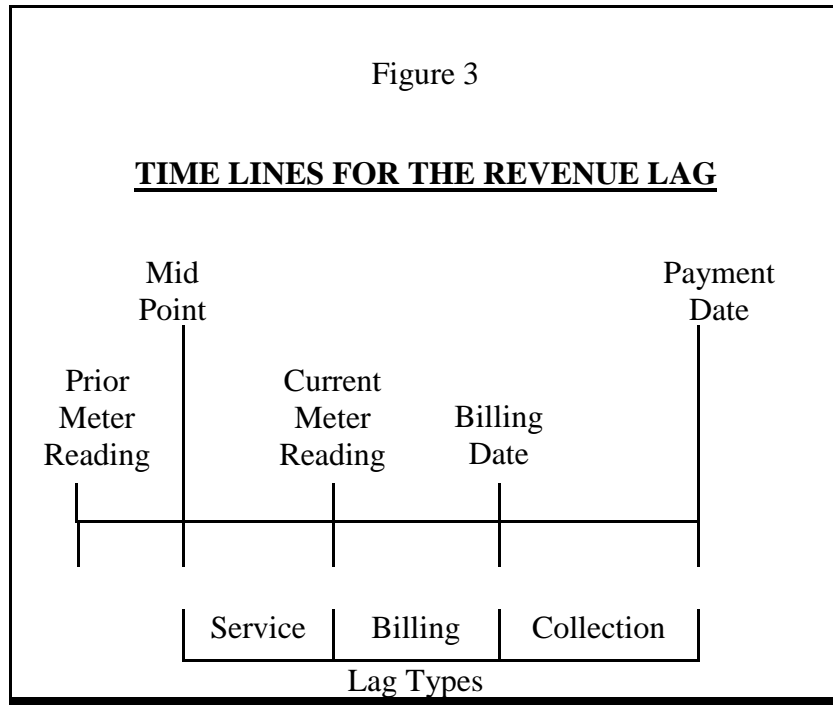 Figure 3
TIME LINES FOR THE REVENUE LAG
Mid
Point
Payment
Date
Prior
Meter
Reading
Current
Meter
Reading
Billing
Date
Service
Billing
Collection
Lag Types